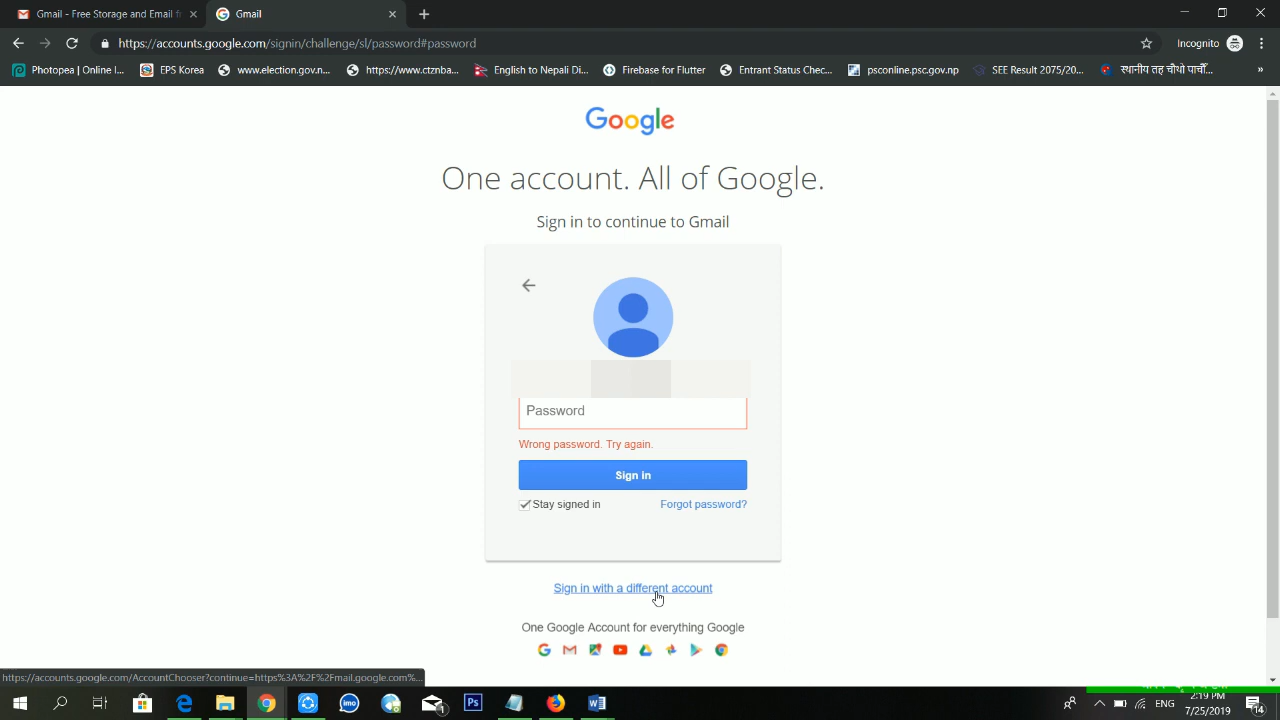 Gmail - Free Storage and Email f
Gmail
https://accounts.google.com/signin/challenge/sl/password#password
Incognito
Photopea | Online I...
EPS Korea
www.election.gov.n...
https://www.ctznba...
English to Nepali Di...
Firebase for Flutter
Entrant Status Chec...
psconline.psc.gov.np
SEE Result 2075/20...
स्थानीय तह चौथो पाचौँ...
»
Google
One account. All of Google.
Sign in to continue to Gmail
Password
Wrong password. Try again.
Sign in
Stay signed in
Forgot password?
Sign in with a different account
One Google Account for everything Google
https://accounts.google.com/AccountChooser?continue=https%3A%2F%2Fmail.google.com%...
imo
1
Ps
ENG
2:19 PM
7/25/2019
14